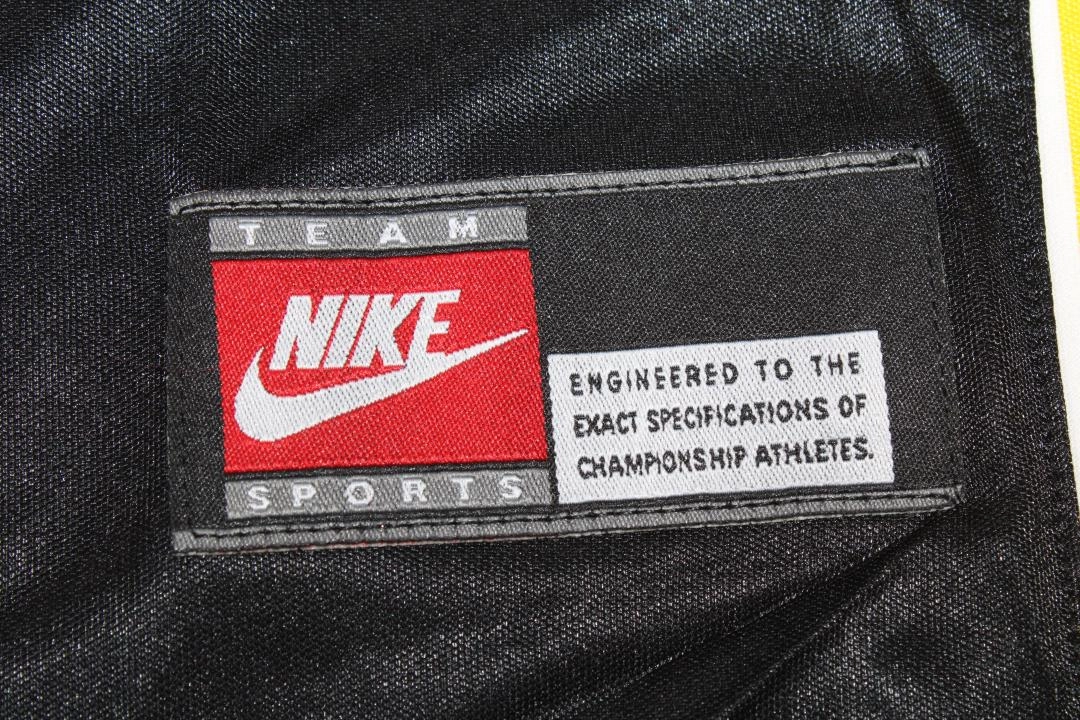 TEAM
NIKE
SPORTS
ENGINEERED TO THE
EXACT SPECIFICATIONS OF
CHAMPIONSHIP ATHLETES.